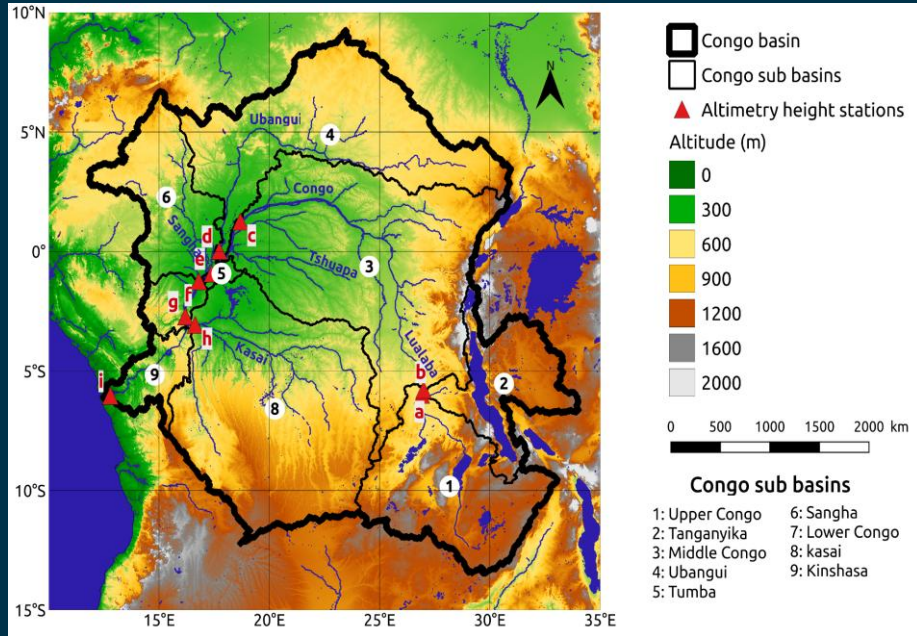 10°N
5°N
0°
5°S
10°S
15°S
15°E
20°E
25°E
30°E
35°E
N
Ubangui
4
6
Congo
Sangha
d
c
e
5
Tshuapa
3
f
g
h
Kasai
Lualaba
b
a
2
i
9
8
1
Congo basin
Congo sub basins
Altimetry height stations
Altitude (m)
0
300
600
900
1200
1600
2000
0 500 1000 1500 2000 km
Congo sub basins
1: Upper Congo
2: Tanganyika
3: Middle Congo
4: Ubangui
5: Tumba
6: Sangha
7: Lower Congo
8: kasai
9: Kinshasa